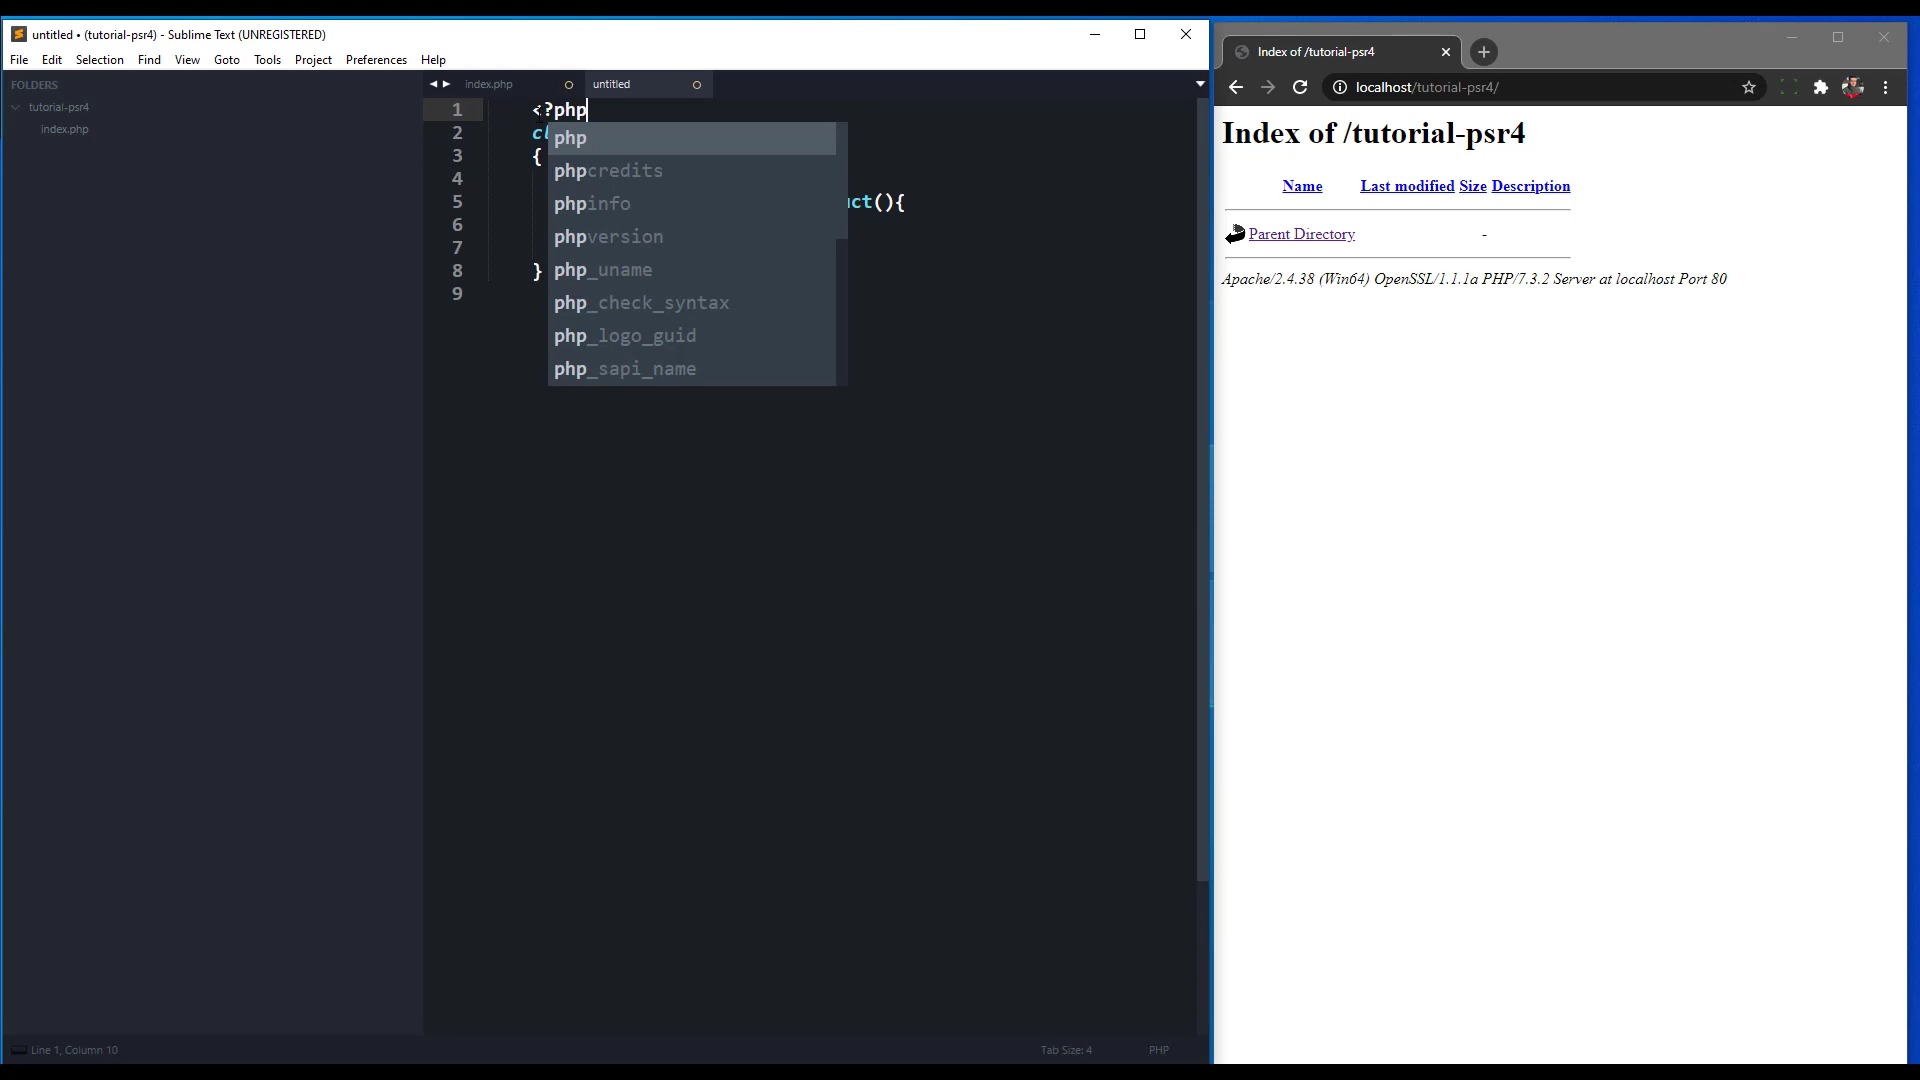 untitled • (tutorial-psr4) - Sublime Text (UNREGISTERED)
File Edit Selection Find View Goto Tools Project Preferences Help
FOLDERS
tutorial-psr4
index.php
index.php
untitled
1 <?php
2
3 {
4
5 ct(){
6
7
8 }
9
php
phpcredits
phpinfo
phpversion
php_uname
php_check_syntax
php_logo_guid
php_sapi_name
Line 1, Column 10
Tab Size: 4
PHP
Index of /tutorial-psr4
localhost/tutorial-psr4/
Index of /tutorial-psr4
Name Last modified Size Description
Parent Directory -
Apache/2.4.38 (Win64) OpenSSL/1.1.1a PHP/7.3.2 Server at localhost Port 80